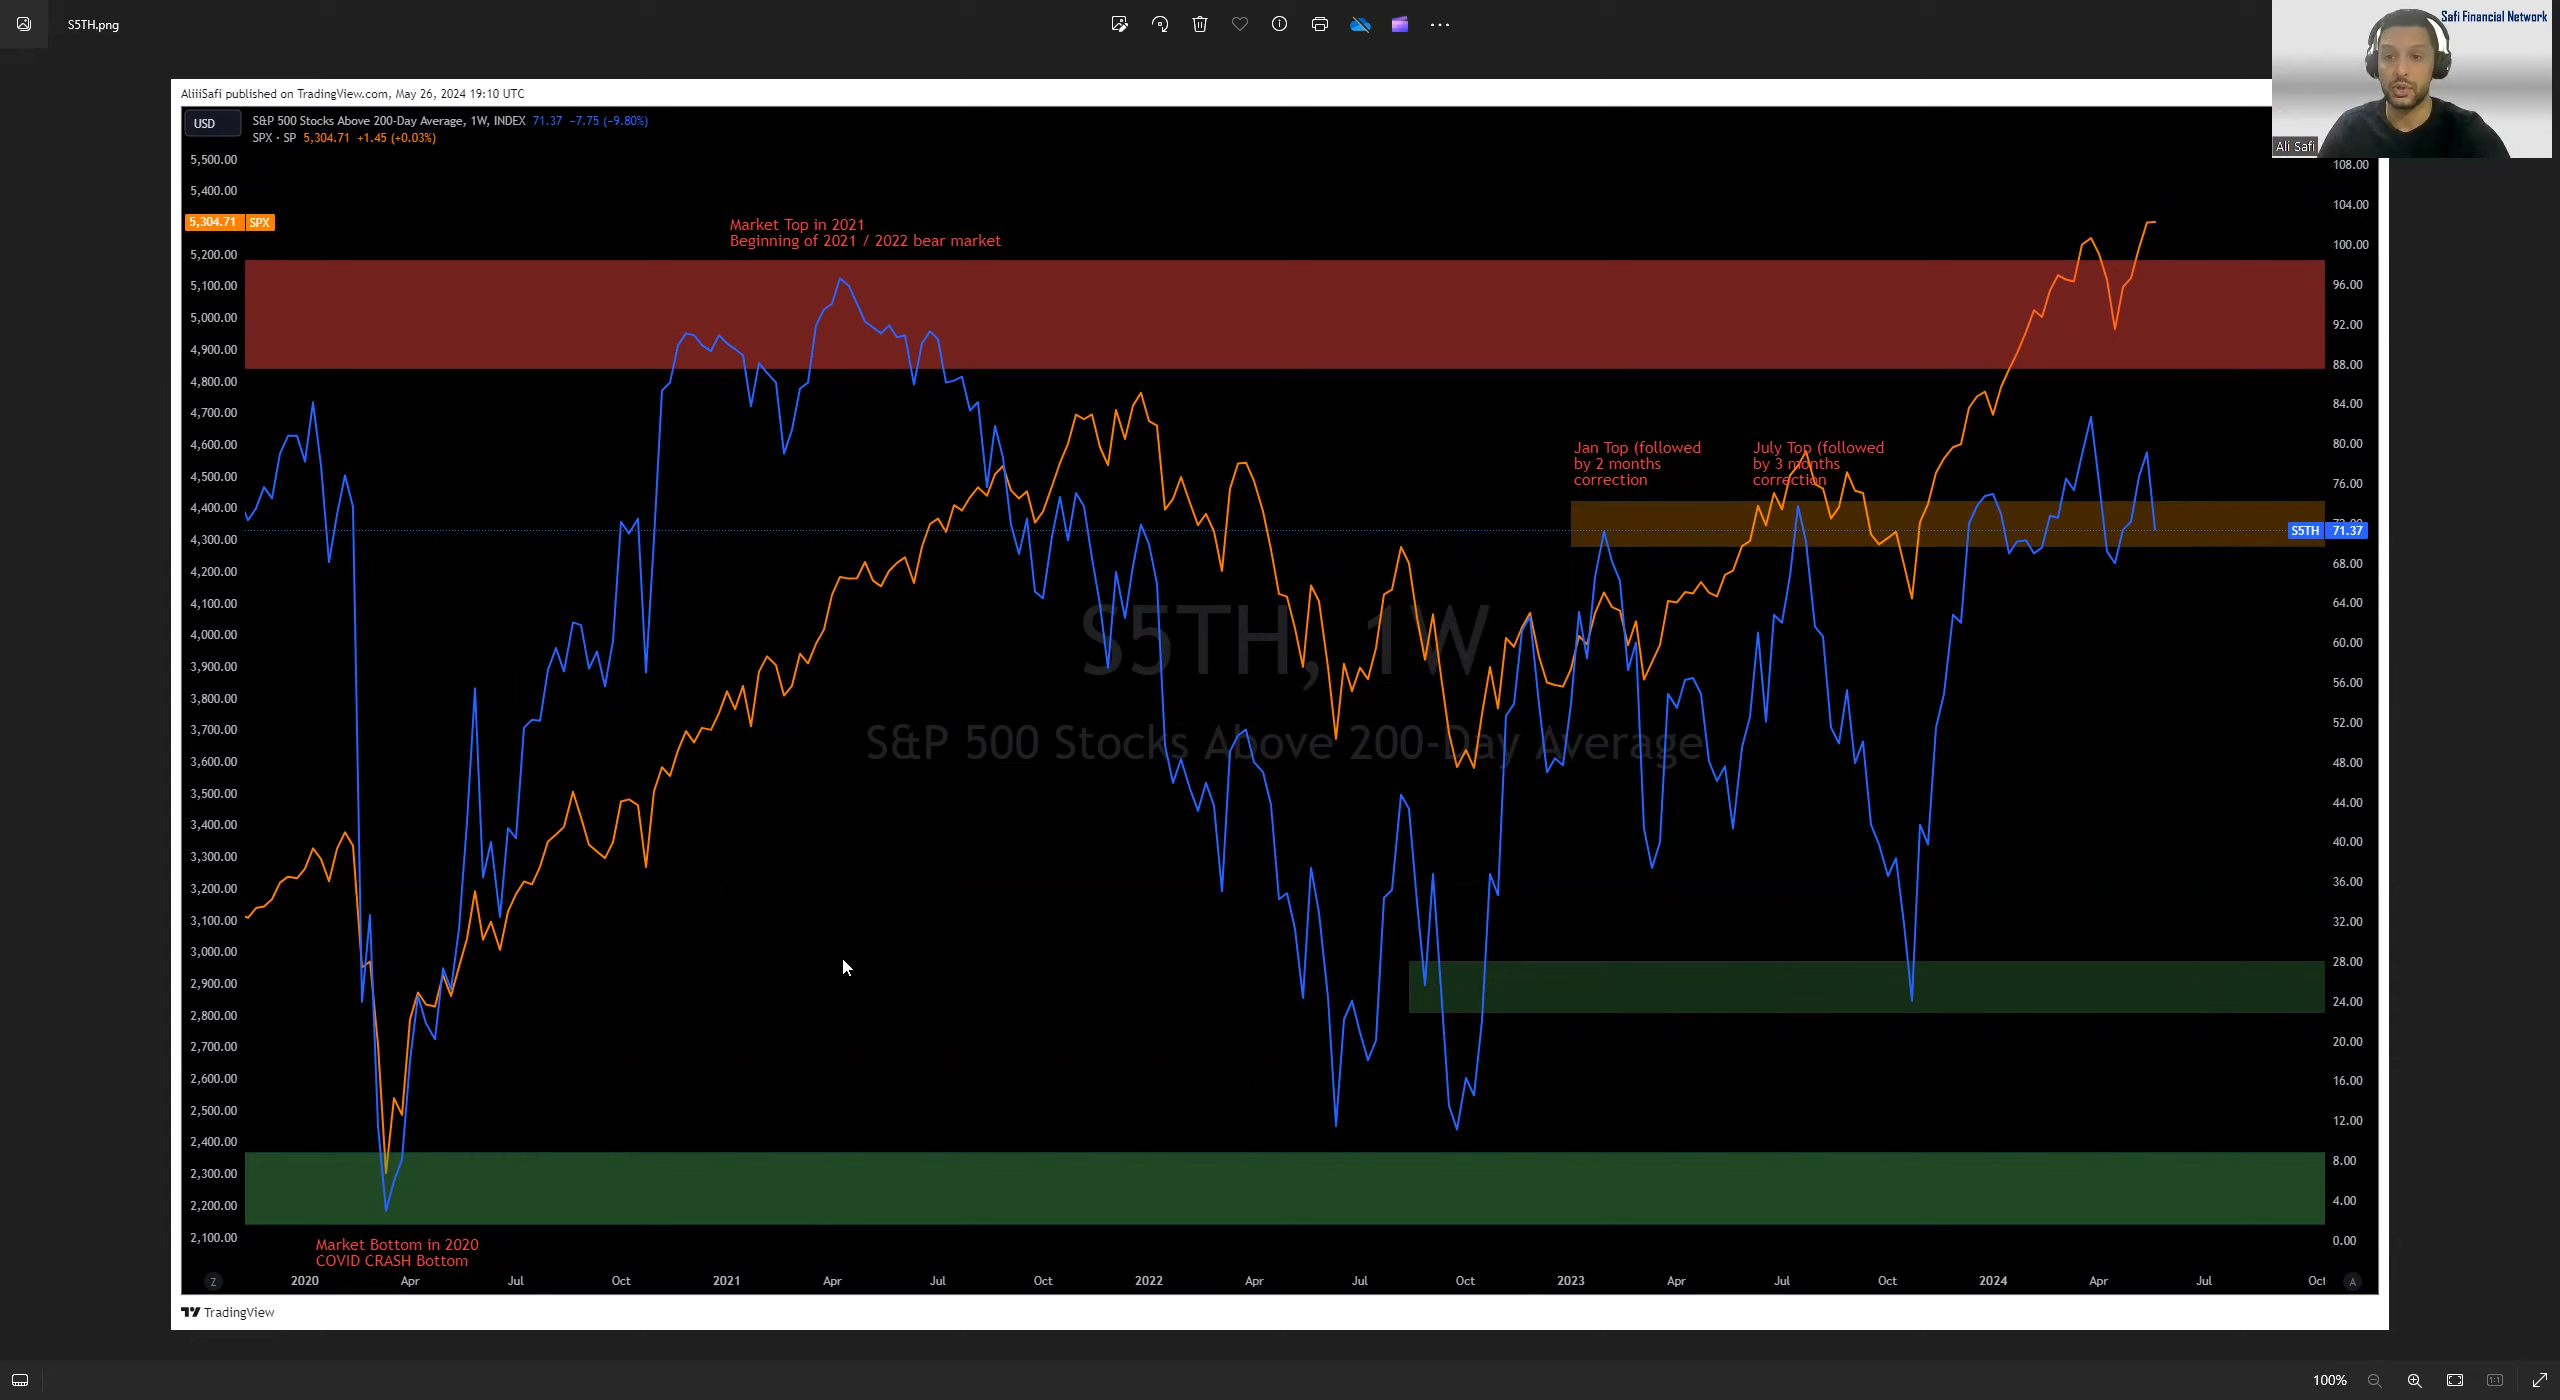 S5TH.png
Safi Financial Network
Ali Safi
AliiiSafi published on TradingView.com, May 26, 2024 19:10 UTC
USD
S&P 500 Stocks Above 200-Day Average, 1W, INDEX 71.37 −7.75 (−9.80%)
SPX · SP 5,304.71 +1.45 (+0.03%)
5,500.00
5,400.00
5,304.71 SPX
5,200.00
5,100.00
5,000.00
4,900.00
4,800.00
4,700.00
4,600.00
4,500.00
4,400.00
4,300.00
4,200.00
4,100.00
4,000.00
3,900.00
3,800.00
3,700.00
3,600.00
3,500.00
3,400.00
3,300.00
3,200.00
3,100.00
3,000.00
2,900.00
2,800.00
2,700.00
2,600.00
2,500.00
2,400.00
2,300.00
2,200.00
2,100.00
Market Top in 2021
Beginning of 2021 / 2022 bear market
Jan Top (followed
by 2 months
correction
July Top (followed
by 3 months
correction
S5TH, 1W
S&P 500 Stocks Above 200-Day Average
Market Bottom in 2020
COVID CRASH Bottom
108.00
104.00
100.00
96.00
92.00
88.00
84.00
80.00
76.00
72.00
S5TH 71.37
68.00
64.00
60.00
56.00
52.00
48.00
44.00
40.00
36.00
32.00
28.00
24.00
20.00
16.00
12.00
8.00
4.00
0.00
Z 2020 Apr Jul Oct 2021 Apr Jul Oct 2022 Apr Jul Oct 2023 Apr Jul Oct 2024 Apr Jul Oct A
TradingView
100%
1:1